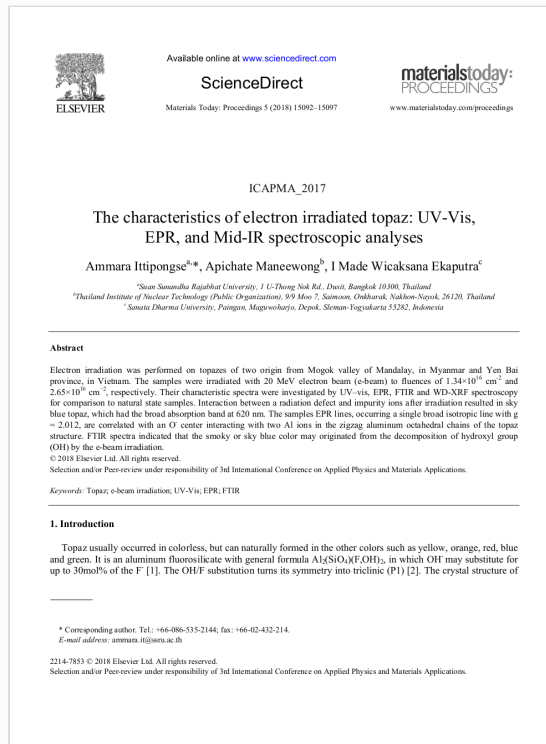 Available online at www.sciencedirect.com
ScienceDirect
ELSEVIER
Materials Today: Proceedings 5 (2018) 15092–15097
materialstoday:
PROCEEDINGS
www.materialstoday.com/proceedings
ICAPMA_2017
The characteristics of electron irradiated topaz: UV-Vis,
EPR, and Mid-IR spectroscopic analyses
Ammara Ittipongseᵃ,*, Apichate Maneewongᵇ, I Made Wicaksana Ekaputraᶜ
ᵃSuan Sunandha Rajabhat University, 1 U-Thong Nok Rd., Dusit, Bangkok 10300, Thailand
ᵇThailand Institute of Nuclear Technology (Public Organization), 9/9 Moo 7, Saimoon, Onkharak, Nakhon-Nayok, 26120, Thailand
ᶜ Sanata Dharma University, Paingan, Maguwoharjo, Depok, Sleman-Yogyakarta 55282, Indonesia
Abstract
Electron irradiation was performed on topazes of two origin from Mogok valley of Mandalay, in Myanmar and Yen Bai
province, in Vietnam. The samples were irradiated with 20 MeV electron beam (e-beam) to fluences of 1.34×10¹⁶ cm⁻² and
2.65×10¹⁶ cm⁻², respectively. Their characteristic spectra were investigated by UV–vis, EPR, FTIR and WD-XRF spectroscopy
for comparison to natural state samples. Interaction between a radiation defect and impurity ions after irradiation resulted in sky
blue topaz, which had the broad absorption band at 620 nm. The samples EPR lines, occurring a single broad isotropic line with g
= 2.012, are correlated with an O⁻ center interacting with two Al ions in the zigzag aluminum octahedral chains of the topaz
structure. FTIR spectra indicated that the smoky or sky blue color may originated from the decomposition of hydroxyl group
(OH) by the e-beam irradiation.
© 2018 Elsevier Ltd. All rights reserved.
Selection and/or Peer-review under responsibility of 3rd International Conference on Applied Physics and Materials Applications.
Keywords: Topaz; e-beam irradiation; UV-Vis; EPR; FTIR
1. Introduction
Topaz usually occurred in colorless, but can naturally formed in the other colors such as yellow, orange, red, blue
and green. It is an aluminum fluorosilicate with general formula Al₂(SiO₄)(F,OH)₂, in which OH⁻ may substitute for
up to 30mol% of the F⁻ [1]. The OH/F substitution turns its symmetry into triclinic (P1) [2]. The crystal structure of
* Corresponding author. Tel.: +66-086-535-2144; fax: +66-02-432-214.
E-mail address: ammara.it@ssru.ac.th
2214-7853 © 2018 Elsevier Ltd. All rights reserved.
Selection and/or Peer-review under responsibility of 3rd International Conference on Applied Physics and Materials Applications.